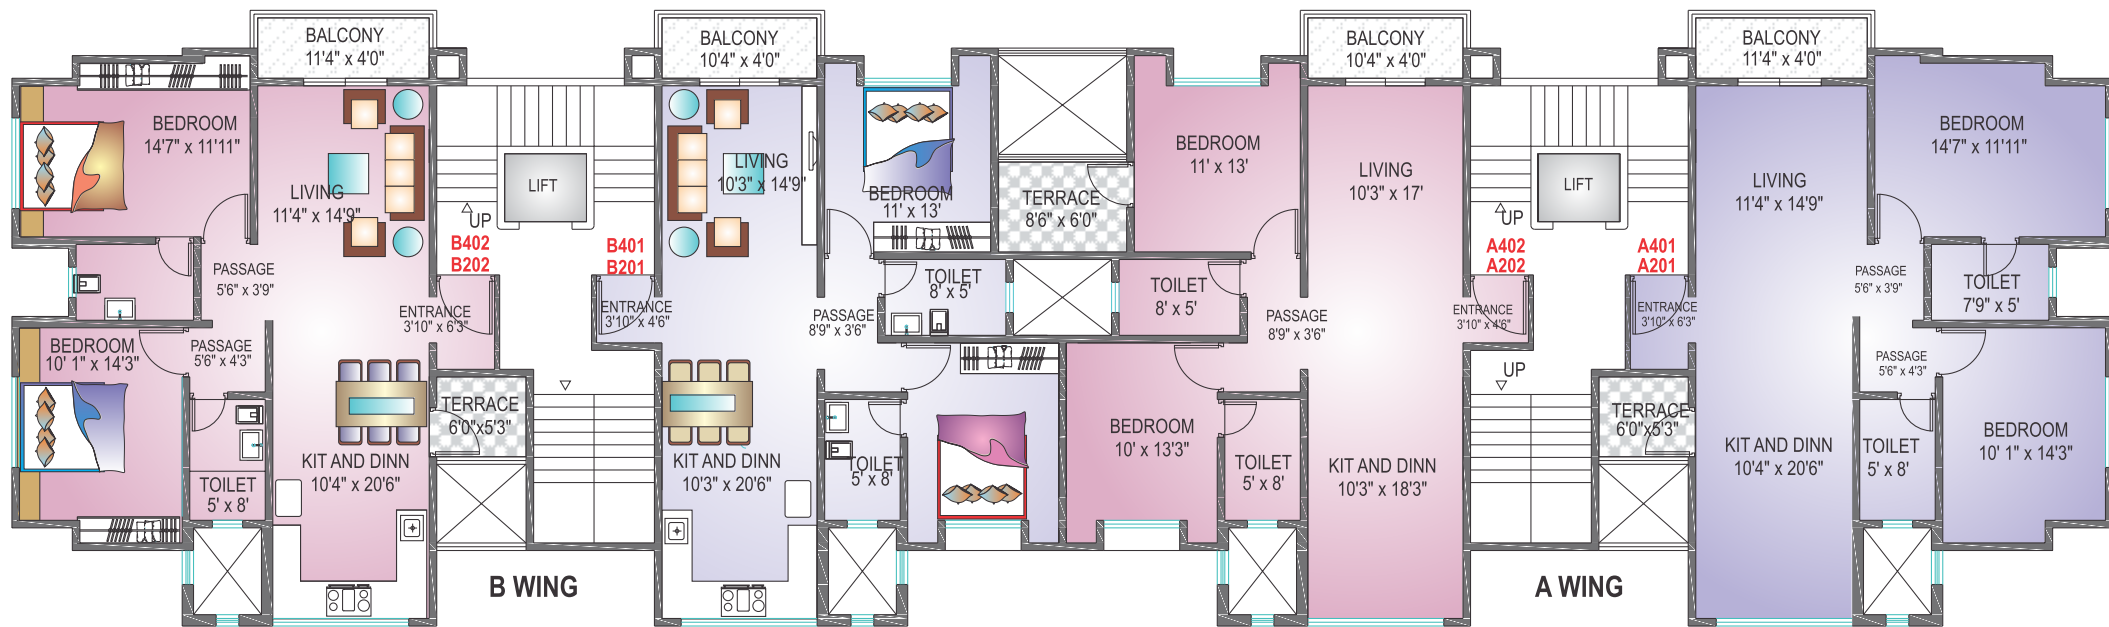 BALCONY
11'4" x 4'0"
BEDROOM
14'7" x 11'11"
LIVING
11'4" x 14'9"
PASSAGE
5'6" x 3'9"
BEDROOM
10' 1" x 14'3"
PASSAGE
5'6" x 4'3"
TOILET
5' x 8'
KIT AND DINN
10'4" x 20'6"
ENTRANCE
3'10" x 6'3"
TERRACE
6'0"x5'3"
LIFT
UP
B402
B202
B401
B201
ENTRANCE
3'10" x 4'6"
B WING
BALCONY
10'4" x 4'0"
LIVING
10'3" x 14'9"
KIT AND DINN
10'3" x 20'6"
BEDROOM
11' x 13'
PASSAGE
8'9" x 3'6"
TOILET
8' x 5'
TOILET
5' x 8'
TERRACE
8'6" x 6'0"
BEDROOM
11' x 13'
TOILET
8' x 5'
PASSAGE
8'9" x 3'6"
BEDROOM
10' x 13'3"
TOILET
5' x 8'
BALCONY
10'4" x 4'0"
LIVING
10'3" x 17'
KIT AND DINN
10'3" x 18'3"
LIFT
UP
A402
A202
A401
A201
ENTRANCE
3'10" x 4'6"
ENTRANCE
3'10" x 6'3"
UP
TERRACE
6'0"x5'3"
A WING
BALCONY
11'4" x 4'0"
LIVING
11'4" x 14'9"
KIT AND DINN
10'4" x 20'6"
BEDROOM
14'7" x 11'11"
PASSAGE
5'6" x 3'9"
TOILET
7'9" x 5'
PASSAGE
5'6" x 4'3"
TOILET
5' x 8'
BEDROOM
10' 1" x 14'3"